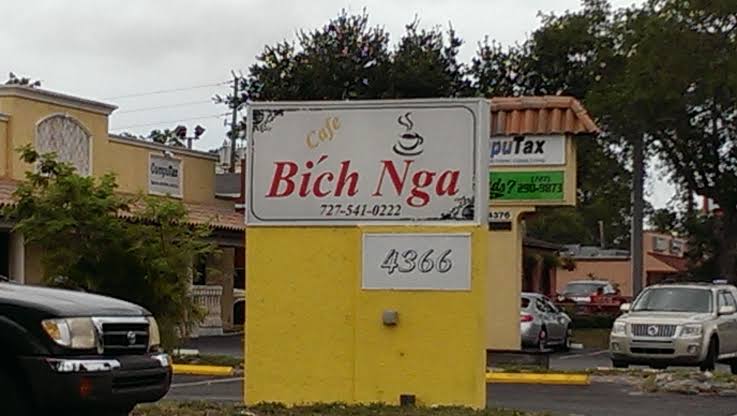 Cafe
Bích Nga
727-541-0222
4366
CompuTax
puTax
? 290-9873
4376